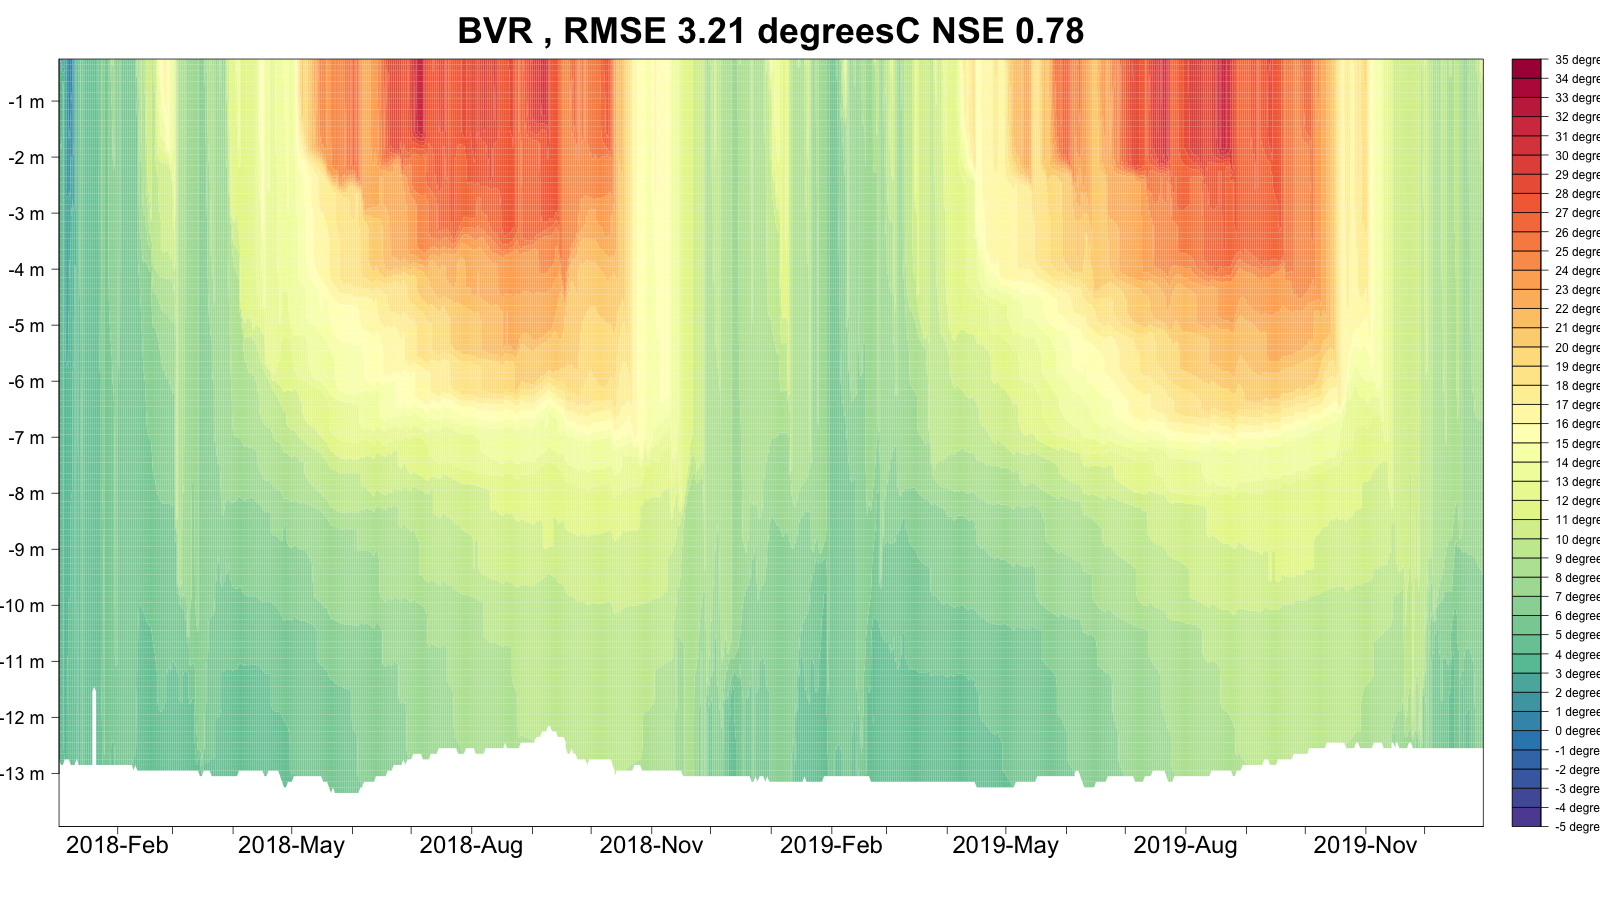 BVR , RMSE 3.21 degreesC NSE 0.78
-1 m
-2 m
-3 m
-4 m
-5 m
-6 m
-7 m
-8 m
-9 m
-10 m
-11 m
-12 m
-13 m
2018-Feb 2018-May 2018-Aug 2018-Nov 2019-Feb 2019-May 2019-Aug 2019-Nov
35 degre
34 degre
33 degre
32 degre
31 degre
30 degre
29 degre
28 degre
27 degre
26 degre
25 degre
24 degre
23 degre
22 degre
21 degre
20 degre
19 degre
18 degre
17 degre
16 degre
15 degre
14 degre
13 degre
12 degre
11 degre
10 degre
9 degree
8 degree
7 degree
6 degree
5 degree
4 degree
3 degree
2 degree
1 degree
0 degree
-1 degre
-2 degre
-3 degre
-4 degre
-5 degre